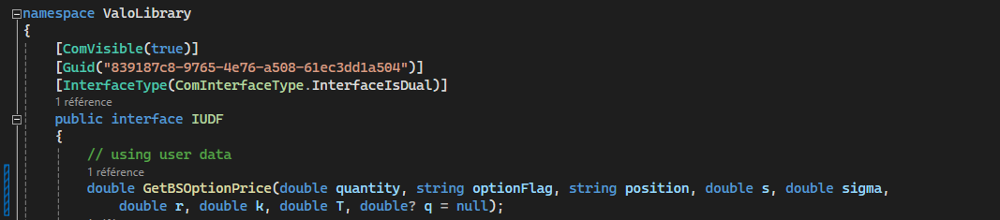 namespace ValoLibrary
{
[ComVisible(true)]
[Guid("839187c8-9765-4e76-a508-61ec3dd1a504")]
[InterfaceType(ComInterfaceType.InterfaceIsDual)]
1 référence
public interface IUDF
{
// using user data
1 référence
double GetBSOptionPrice(double quantity, string optionFlag, string position, double s, double sigma,
double r, double k, double T, double? q = null);